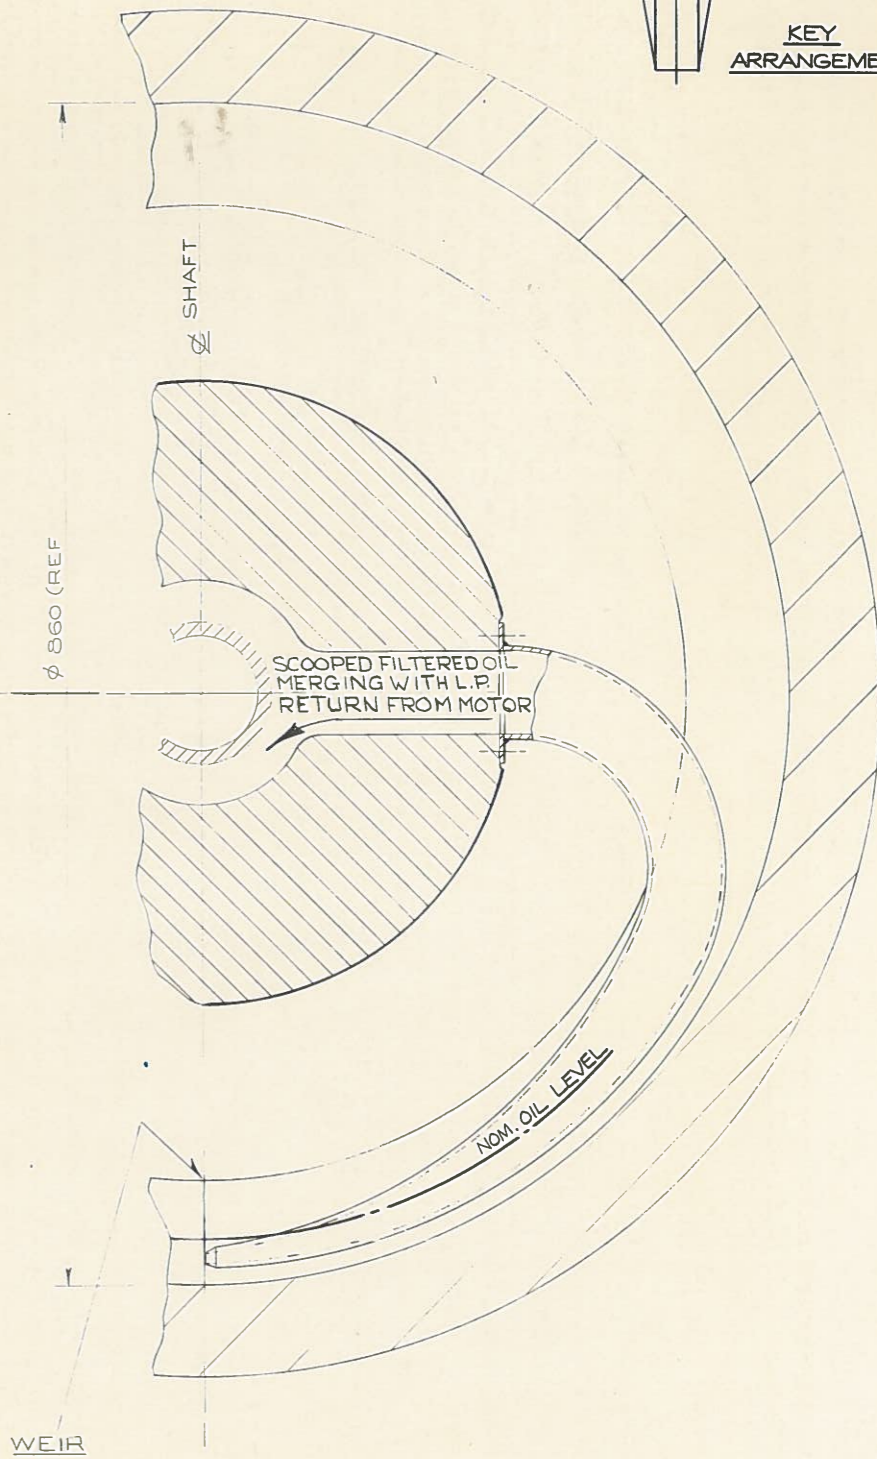 KEY
ARRANGEME
℄ SHAFT
φ 860 (REF
SCOOPED FILTERED OIL
MERGING WITH L.P.
RETURN FROM MOTOR
NOM. OIL LEVEL
WEIR